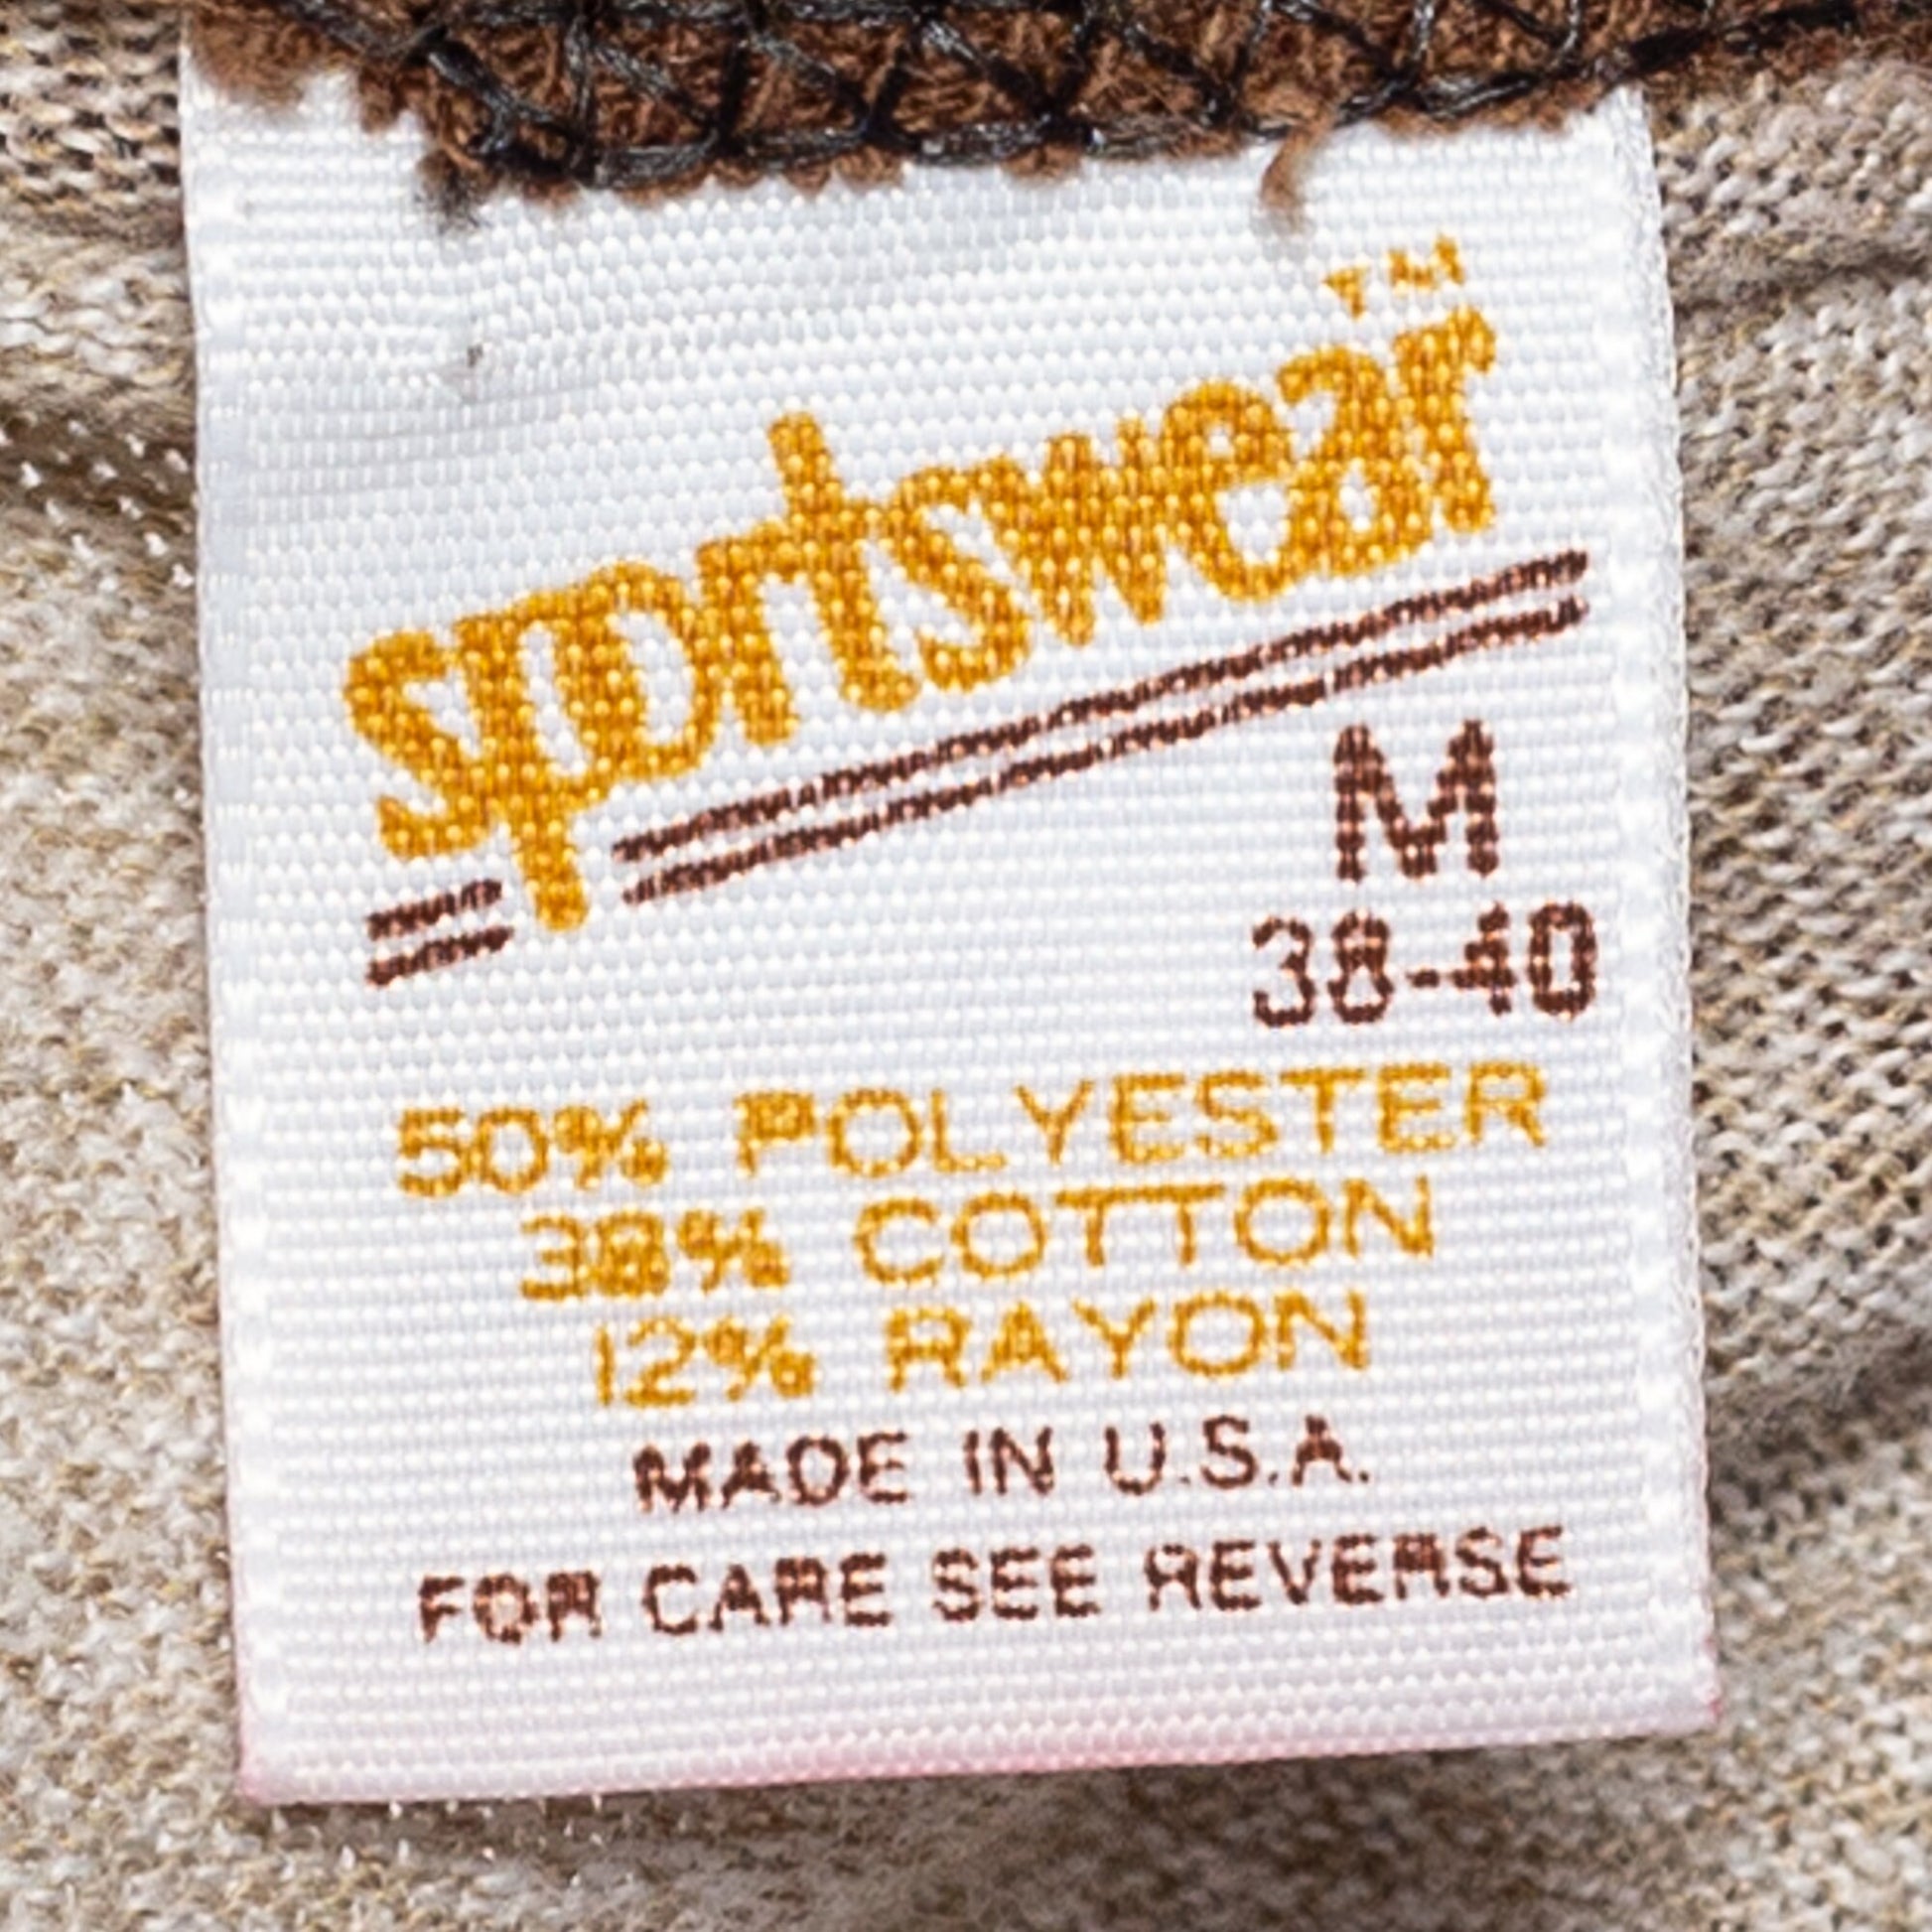 sportswear™
M
38-40
50% POLYESTER
38% COTTON
12% RAYON
MADE IN U.S.A.
FOR CARE SEE REVERSE